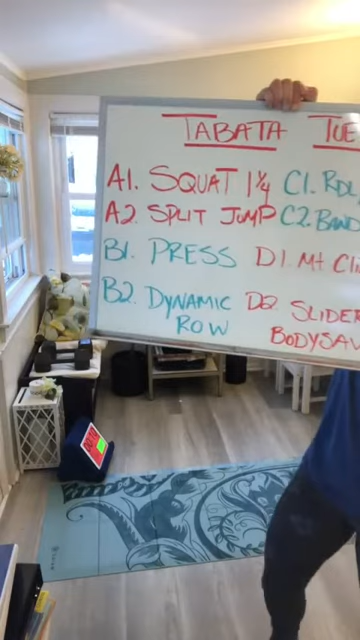 TABATA TUE
A1. SQUAT 1¼ C1. RDL
A2. SPLIT JUMP C2. BAND
B1. PRESS D1. Mt Cli
B2. DYNAMIC ROW D2. SLIDER BODYSAW